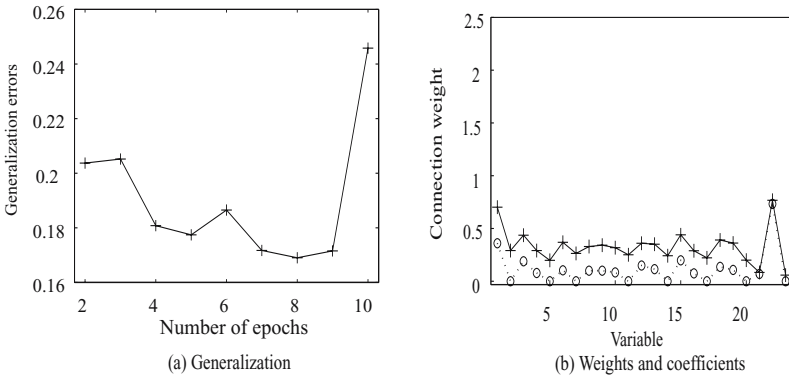 0.26
0.24
0.22
0.2
0.18
0.16
Generalization errors
2 4 6 8 10
Number of epochs
(a) Generalization
2.5
2
1.5
1
0.5
0
Connection weight
5 10 15 20
Variable
(b) Weights and coefficients